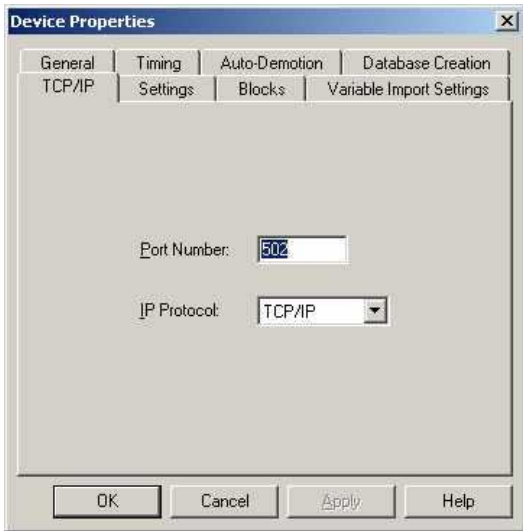 Device Properties
General Timing Auto-Demotion Database Creation
TCP/IP Settings Blocks Variable Import Settings
Port Number: 502
IP Protocol: TCP/IP
OK Cancel Apply Help